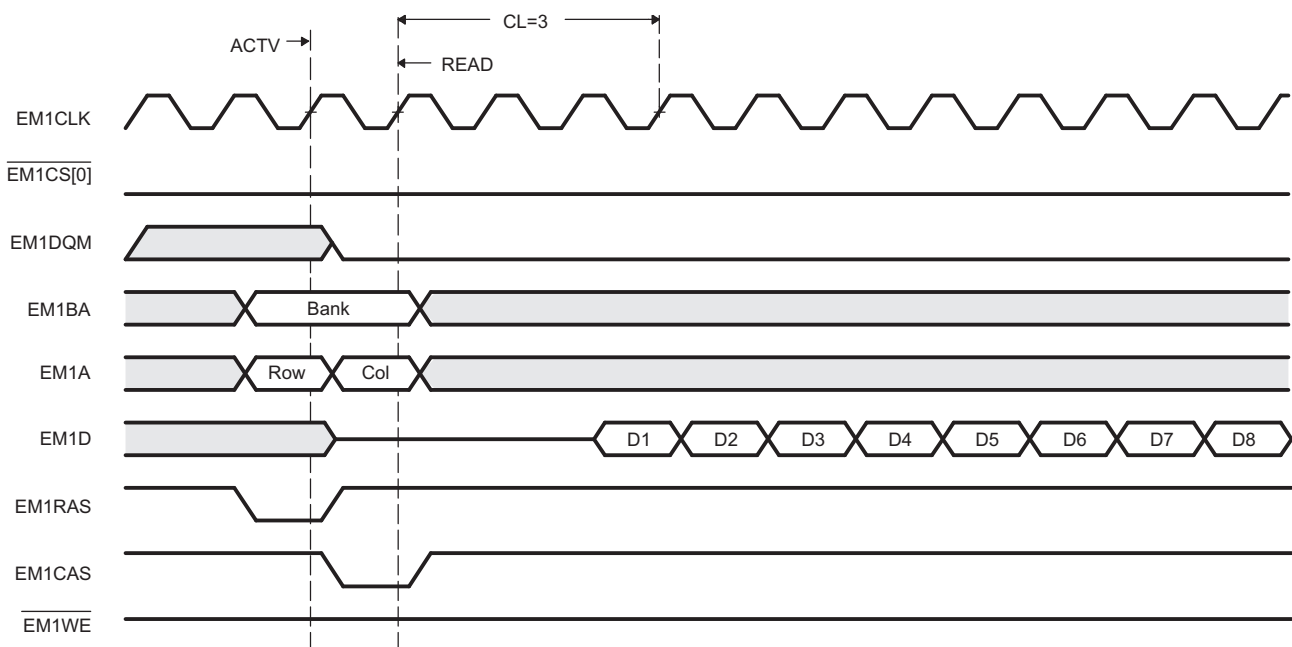 CL=3
ACTV
READ
EM1CLK
EM1CS[0]
EM1DQM
EM1BA
Bank
EM1A
Row Col
EM1D
D1 D2 D3 D4 D5 D6 D7 D8
EM1RAS
EM1CAS
EM1WE